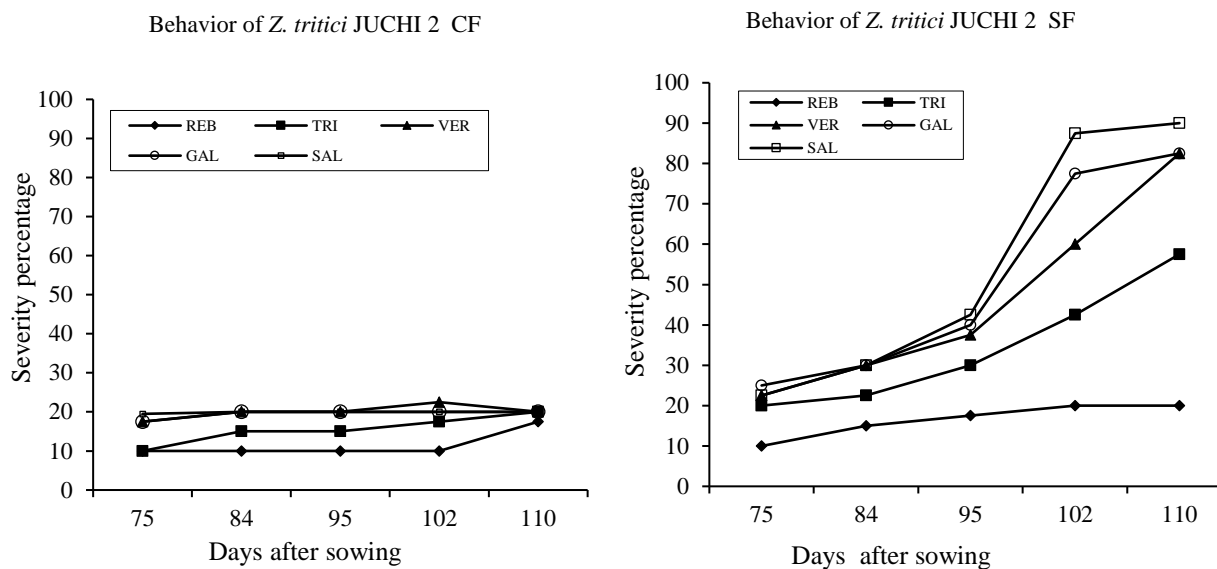 Behavior of Z. tritici JUCHI 2 CF
100
90
80
70
60
50
40
30
20
10
0
Severity percentage
REB TRI VER
GAL SAL
75 84 95 102 110
Days after sowing
Behavior of Z. tritici JUCHI 2 SF
100
90
80
70
60
50
40
30
20
10
0
Severity percentage
REB TRI
VER GAL
SAL
75 84 95 102 110
Days after sowing